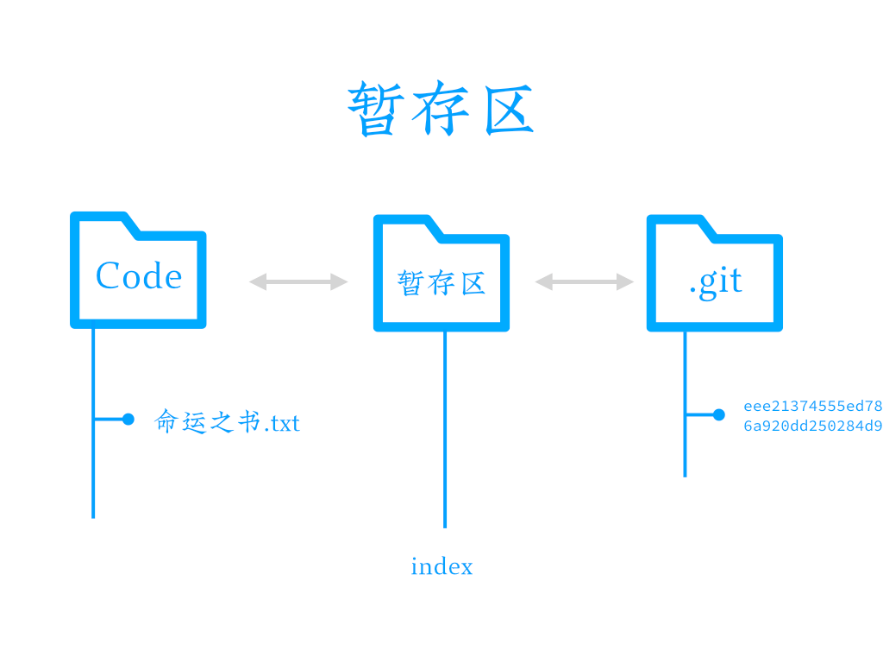 暂存区
Code
暂存区
.git
命运之书.txt
eee21374555ed78
6a920dd250284d9
index